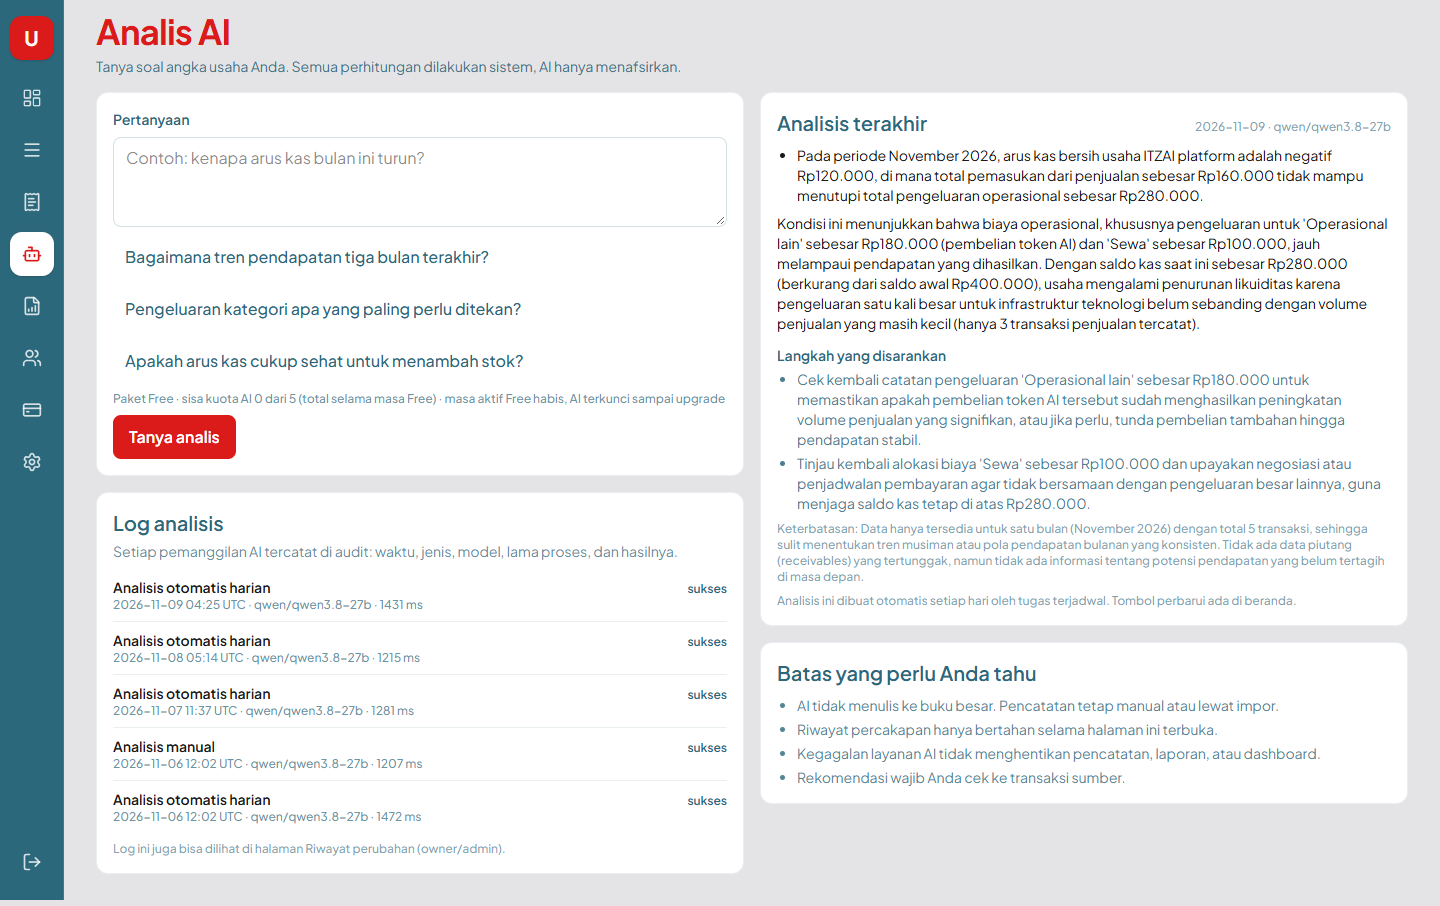 U
Analis AI
Tanya soal angka usaha Anda. Semua perhitungan dilakukan sistem, AI hanya menafsirkan.
Pertanyaan
Contoh: kenapa arus kas bulan ini turun?
Bagaimana tren pendapatan tiga bulan terakhir?
Pengeluaran kategori apa yang paling perlu ditekan?
Apakah arus kas cukup sehat untuk menambah stok?
Paket Free · sisa kuota AI 0 dari 5 (total selama masa Free) · masa aktif Free habis, AI terkunci sampai upgrade
Tanya analis
Log analisis
Setiap pemanggilan AI tercatat di audit: waktu, jenis, model, lama proses, dan hasilnya.
Analisis otomatis harian
sukses
2026-11-09 04:25 UTC · qwen/qwen3.8-27b · 1431 ms
Analisis otomatis harian
sukses
2026-11-08 05:14 UTC · qwen/qwen3.8-27b · 1215 ms
Analisis otomatis harian
sukses
2026-11-07 11:37 UTC · qwen/qwen3.8-27b · 1281 ms
Analisis manual
sukses
2026-11-06 12:02 UTC · qwen/qwen3.8-27b · 1207 ms
Analisis otomatis harian
sukses
2026-11-06 12:02 UTC · qwen/qwen3.8-27b · 1472 ms
Log ini juga bisa dilihat di halaman Riwayat perubahan (owner/admin).
Analisis terakhir
2026-11-09 · qwen/qwen3.8-27b
• Pada periode November 2026, arus kas bersih usaha ITZAI platform adalah negatif
Rp120.000, di mana total pemasukan dari penjualan sebesar Rp160.000 tidak mampu
menutupi total pengeluaran operasional sebesar Rp280.000.
Kondisi ini menunjukkan bahwa biaya operasional, khususnya pengeluaran untuk 'Operasional
lain' sebesar Rp180.000 (pembelian token AI) dan 'Sewa' sebesar Rp100.000, jauh
melampaui pendapatan yang dihasilkan. Dengan saldo kas saat ini sebesar Rp280.000
(berkurang dari saldo awal Rp400.000), usaha mengalami penurunan likuiditas karena
pengeluaran satu kali besar untuk infrastruktur teknologi belum sebanding dengan volume
penjualan yang masih kecil (hanya 3 transaksi penjualan tercatat).
Langkah yang disarankan
• Cek kembali catatan pengeluaran 'Operasional lain' sebesar Rp180.000 untuk
memastikan apakah pembelian token AI tersebut sudah menghasilkan peningkatan
volume penjualan yang signifikan, atau jika perlu, tunda pembelian tambahan hingga
pendapatan stabil.
• Tinjau kembali alokasi biaya 'Sewa' sebesar Rp100.000 dan upayakan negosiasi atau
penjadwalan pembayaran agar tidak bersamaan dengan pengeluaran besar lainnya, guna
menjaga saldo kas tetap di atas Rp280.000.
Keterbatasan: Data hanya tersedia untuk satu bulan (November 2026) dengan total 5 transaksi, sehingga
sulit menentukan tren musiman atau pola pendapatan bulanan yang konsisten. Tidak ada data piutang
(receivables) yang tertunggak, namun tidak ada informasi tentang potensi pendapatan yang belum tertagih
di masa depan.
Analisis ini dibuat otomatis setiap hari oleh tugas terjadwal. Tombol perbarui ada di beranda.
Batas yang perlu Anda tahu
• AI tidak menulis ke buku besar. Pencatatan tetap manual atau lewat impor.
• Riwayat percakapan hanya bertahan selama halaman ini terbuka.
• Kegagalan layanan AI tidak menghentikan pencatatan, laporan, atau dashboard.
• Rekomendasi wajib Anda cek ke transaksi sumber.